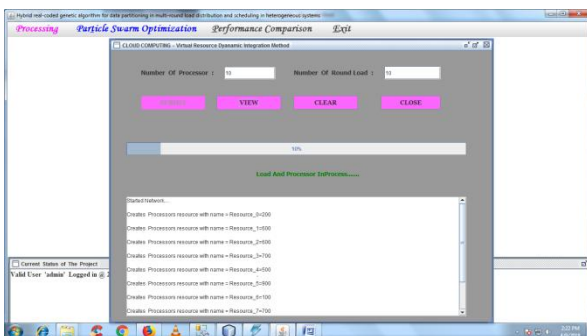 Hybrid real-coded genetic algorithm for data partitioning in multi-round load distribution and scheduling in heterogeneous systems
Processing Particle Swarm Optimization Performance Comparison Exit
CLOUD COMPUTING - Virtual Resource Dyanamic Integration Method
Number Of Processor : 10 Number Of Round Load : 10
VIEW CLEAR CLOSE
10%
Load And Processor InProcess......
Started Network...
Creates Processors resource with name = Resource_0=200
Creates Processors resource with name = Resource_1=800
Creates Processors resource with name = Resource_2=600
Creates Processors resource with name = Resource_3=700
Creates Processors resource with name = Resource_4=500
Creates Processors resource with name = Resource_5=900
Creates Processors resource with name = Resource_6=100
Creates Processors resource with name = Resource_7=700
Current Status of The Project
Valid User 'admin' Logged in @
2:22 PM